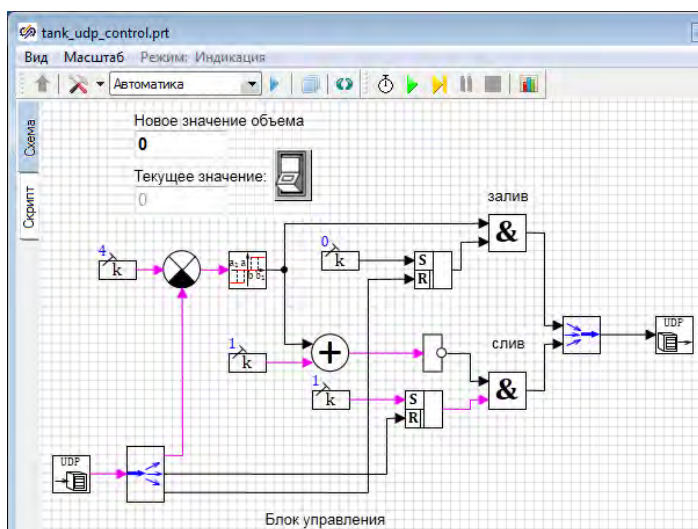 tank_udp_control.prt
Вид Масштаб Режим: Индикация
Автоматика
Схема
Скрипт
Новое значение объема
0
Текущее значение:
0
залив
4
k
0
k
S
R
&
UDP
1
k
+
слив
1
k
S
R
&
UDP
Блок управления